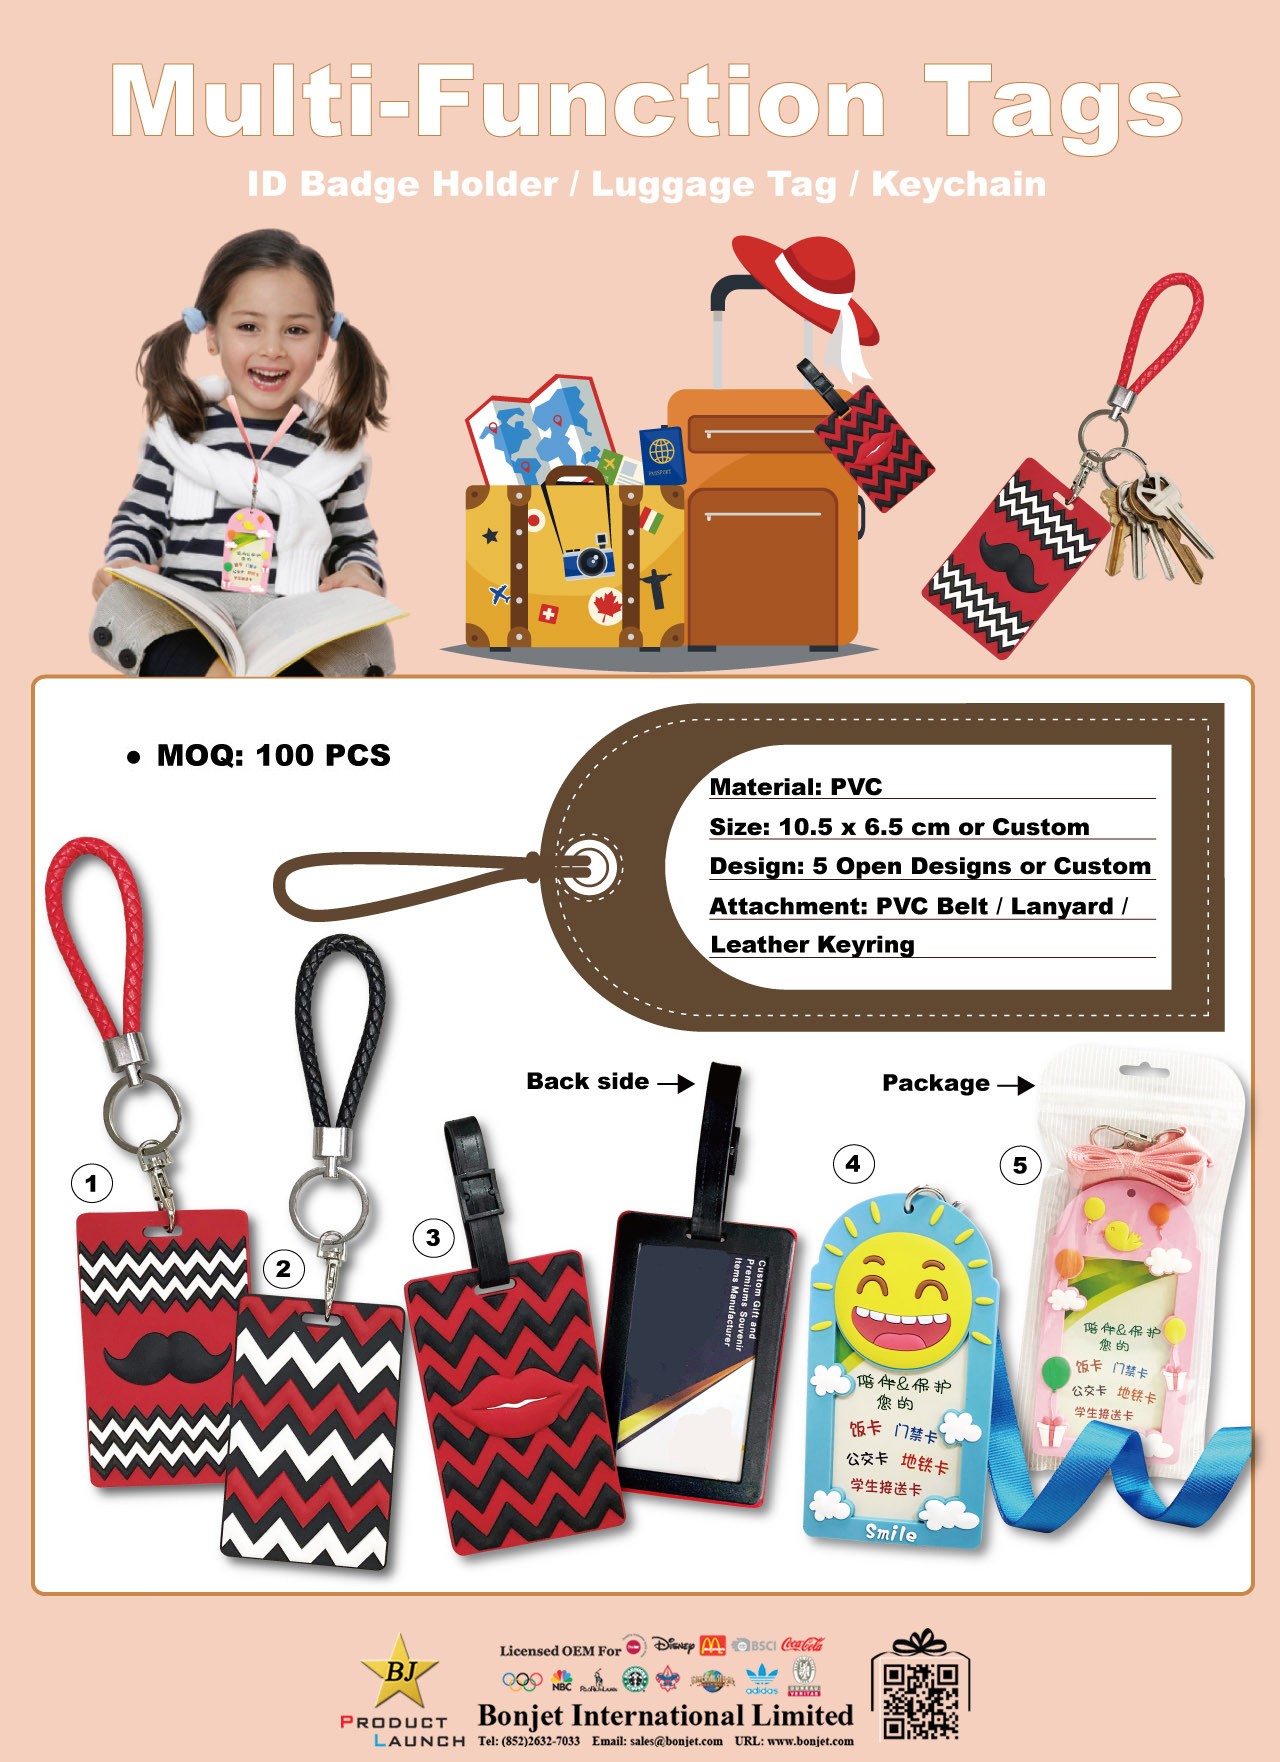 Multi-Function Tags
ID Badge Holder / Luggage Tag / Keychain
PASSPORT
• MOQ: 100 PCS
Material: PVC
Size: 10.5 x 6.5 cm or Custom
Design: 5 Open Designs or Custom
Attachment: PVC Belt / Lanyard /
Leather Keyring
Back side
Package
1
2
3
4
5
Custom Gift and
Premiums Souvenir
Items Manufacturer
陪伴&保护
您的
饭卡 门禁卡
公交卡 地铁卡
学生接送卡
Smile
陪伴&保护
您的
饭卡 门禁卡
公交卡 地铁卡
学生接送卡
BJ
PRODUCT
LAUNCH
Licensed OEM For Disney BSCI Coca-Cola
NBC adidas
Bonjet International Limited
Tel: (852)2632-7033 Email: sales@bonjet.com URL: www.bonjet.com